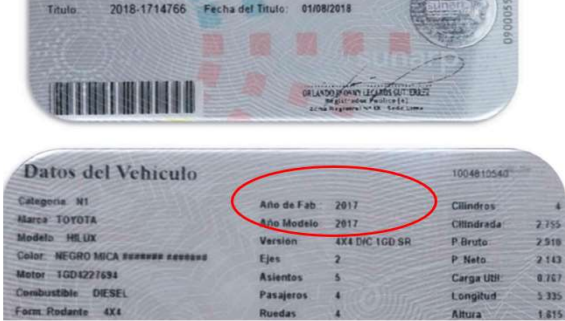 Titulo: 2018-1714766 Fecha del Titulo: 01/08/2018
sunarp
sunarp
Datos del Vehiculo
1004810540
Categoria N1
Año de Fab 2017
Cilindros 4
Marca TOYOTA
Año Modelo 2017
Cilindrada 2.755
Modelo HILUX
Version 4X4 D/C 1GD SR
P.Bruto 2.910
Color: NEGRO MICA ####### #######
Ejes 2
P. Neto 2.143
Motor 1GD4227694
Asientos 5
Carga Util 0.767
Combustible DIESEL
Pasajeros 4
Longitud 5.335
Form.Rodante 4X4
Ruedas 4
Altura 1.815